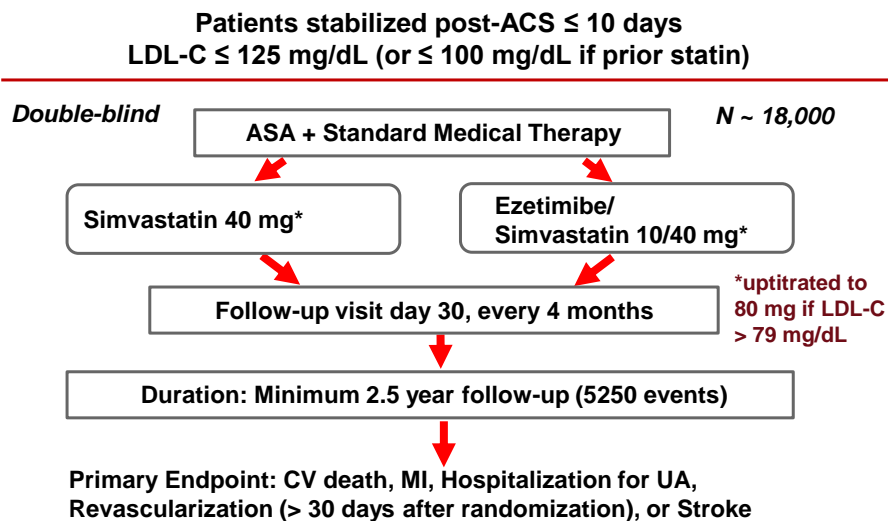 Patients stabilized post-ACS ≤ 10 days
LDL-C ≤ 125 mg/dL (or ≤ 100 mg/dL if prior statin)
Double-blind
ASA + Standard Medical Therapy
N ~ 18,000
Simvastatin 40 mg*
Ezetimibe/
Simvastatin 10/40 mg*
Follow-up visit day 30, every 4 months
*uptitrated to
80 mg if LDL-C
> 79 mg/dL
Duration: Minimum 2.5 year follow-up (5250 events)
Primary Endpoint: CV death, MI, Hospitalization for UA,
Revascularization (> 30 days after randomization), or Stroke